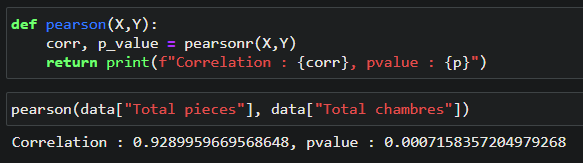 def pearson(X,Y):
    corr, p_value = pearsonr(X,Y)
    return print(f"Correlation : {corr}, pvalue : {p}")
pearson(data["Total pieces"], data["Total chambres"])
Correlation : 0.9289959669568648, pvalue : 0.0007158357204979268